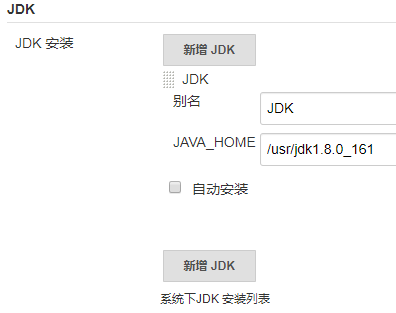 JDK
JDK 安装
新增 JDK
JDK
别名
JDK
JAVA_HOME
/usr/jdk1.8.0_161
自动安装
新增 JDK
系统下JDK 安装列表